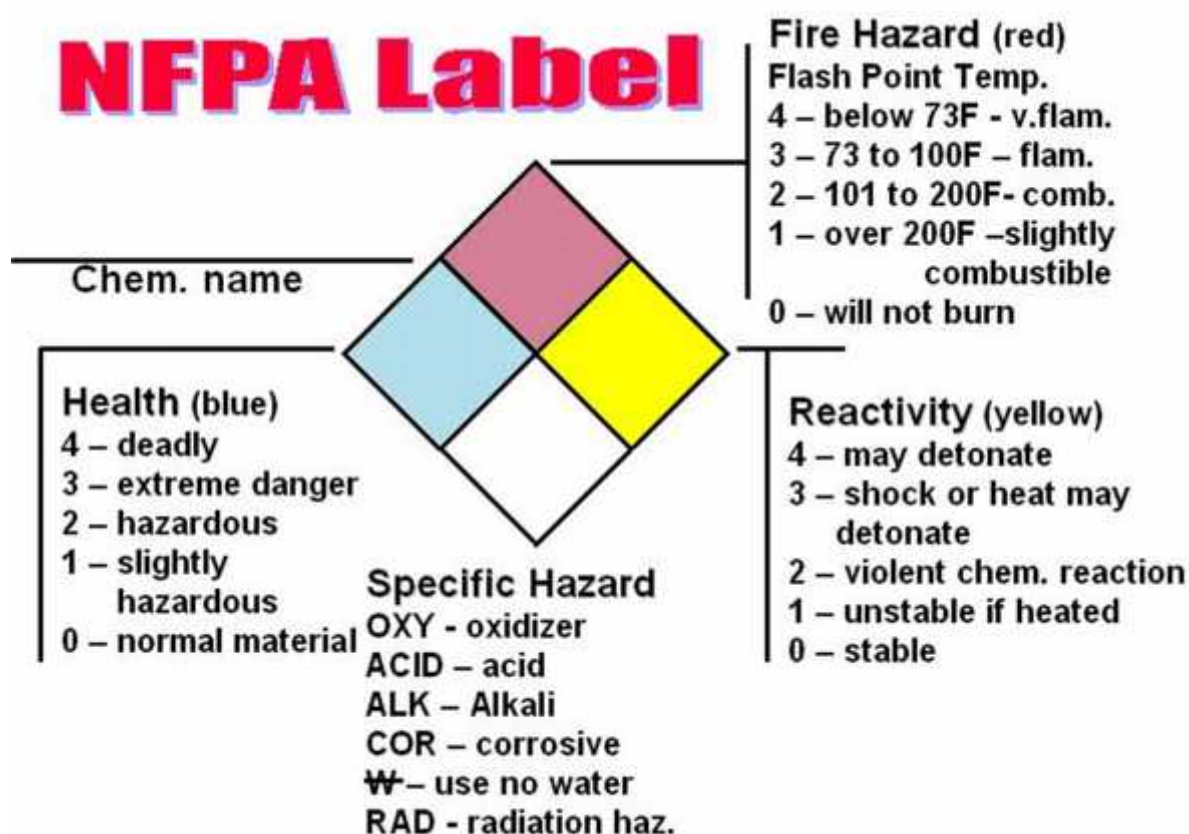 NFPA Label
Fire Hazard (red)
Flash Point Temp.
4 – below 73F - v.flam.
3 – 73 to 100F – flam.
2 – 101 to 200F- comb.
1 – over 200F –slightly
combustible
0 – will not burn
Chem. name
Health (blue)
4 – deadly
3 – extreme danger
2 – hazardous
1 – slightly
hazardous
0 – normal material
Reactivity (yellow)
4 – may detonate
3 – shock or heat may
detonate
2 – violent chem. reaction
1 – unstable if heated
0 – stable
Specific Hazard
OXY - oxidizer
ACID – acid
ALK – Alkali
COR – corrosive
W̶ – use no water
RAD - radiation haz.